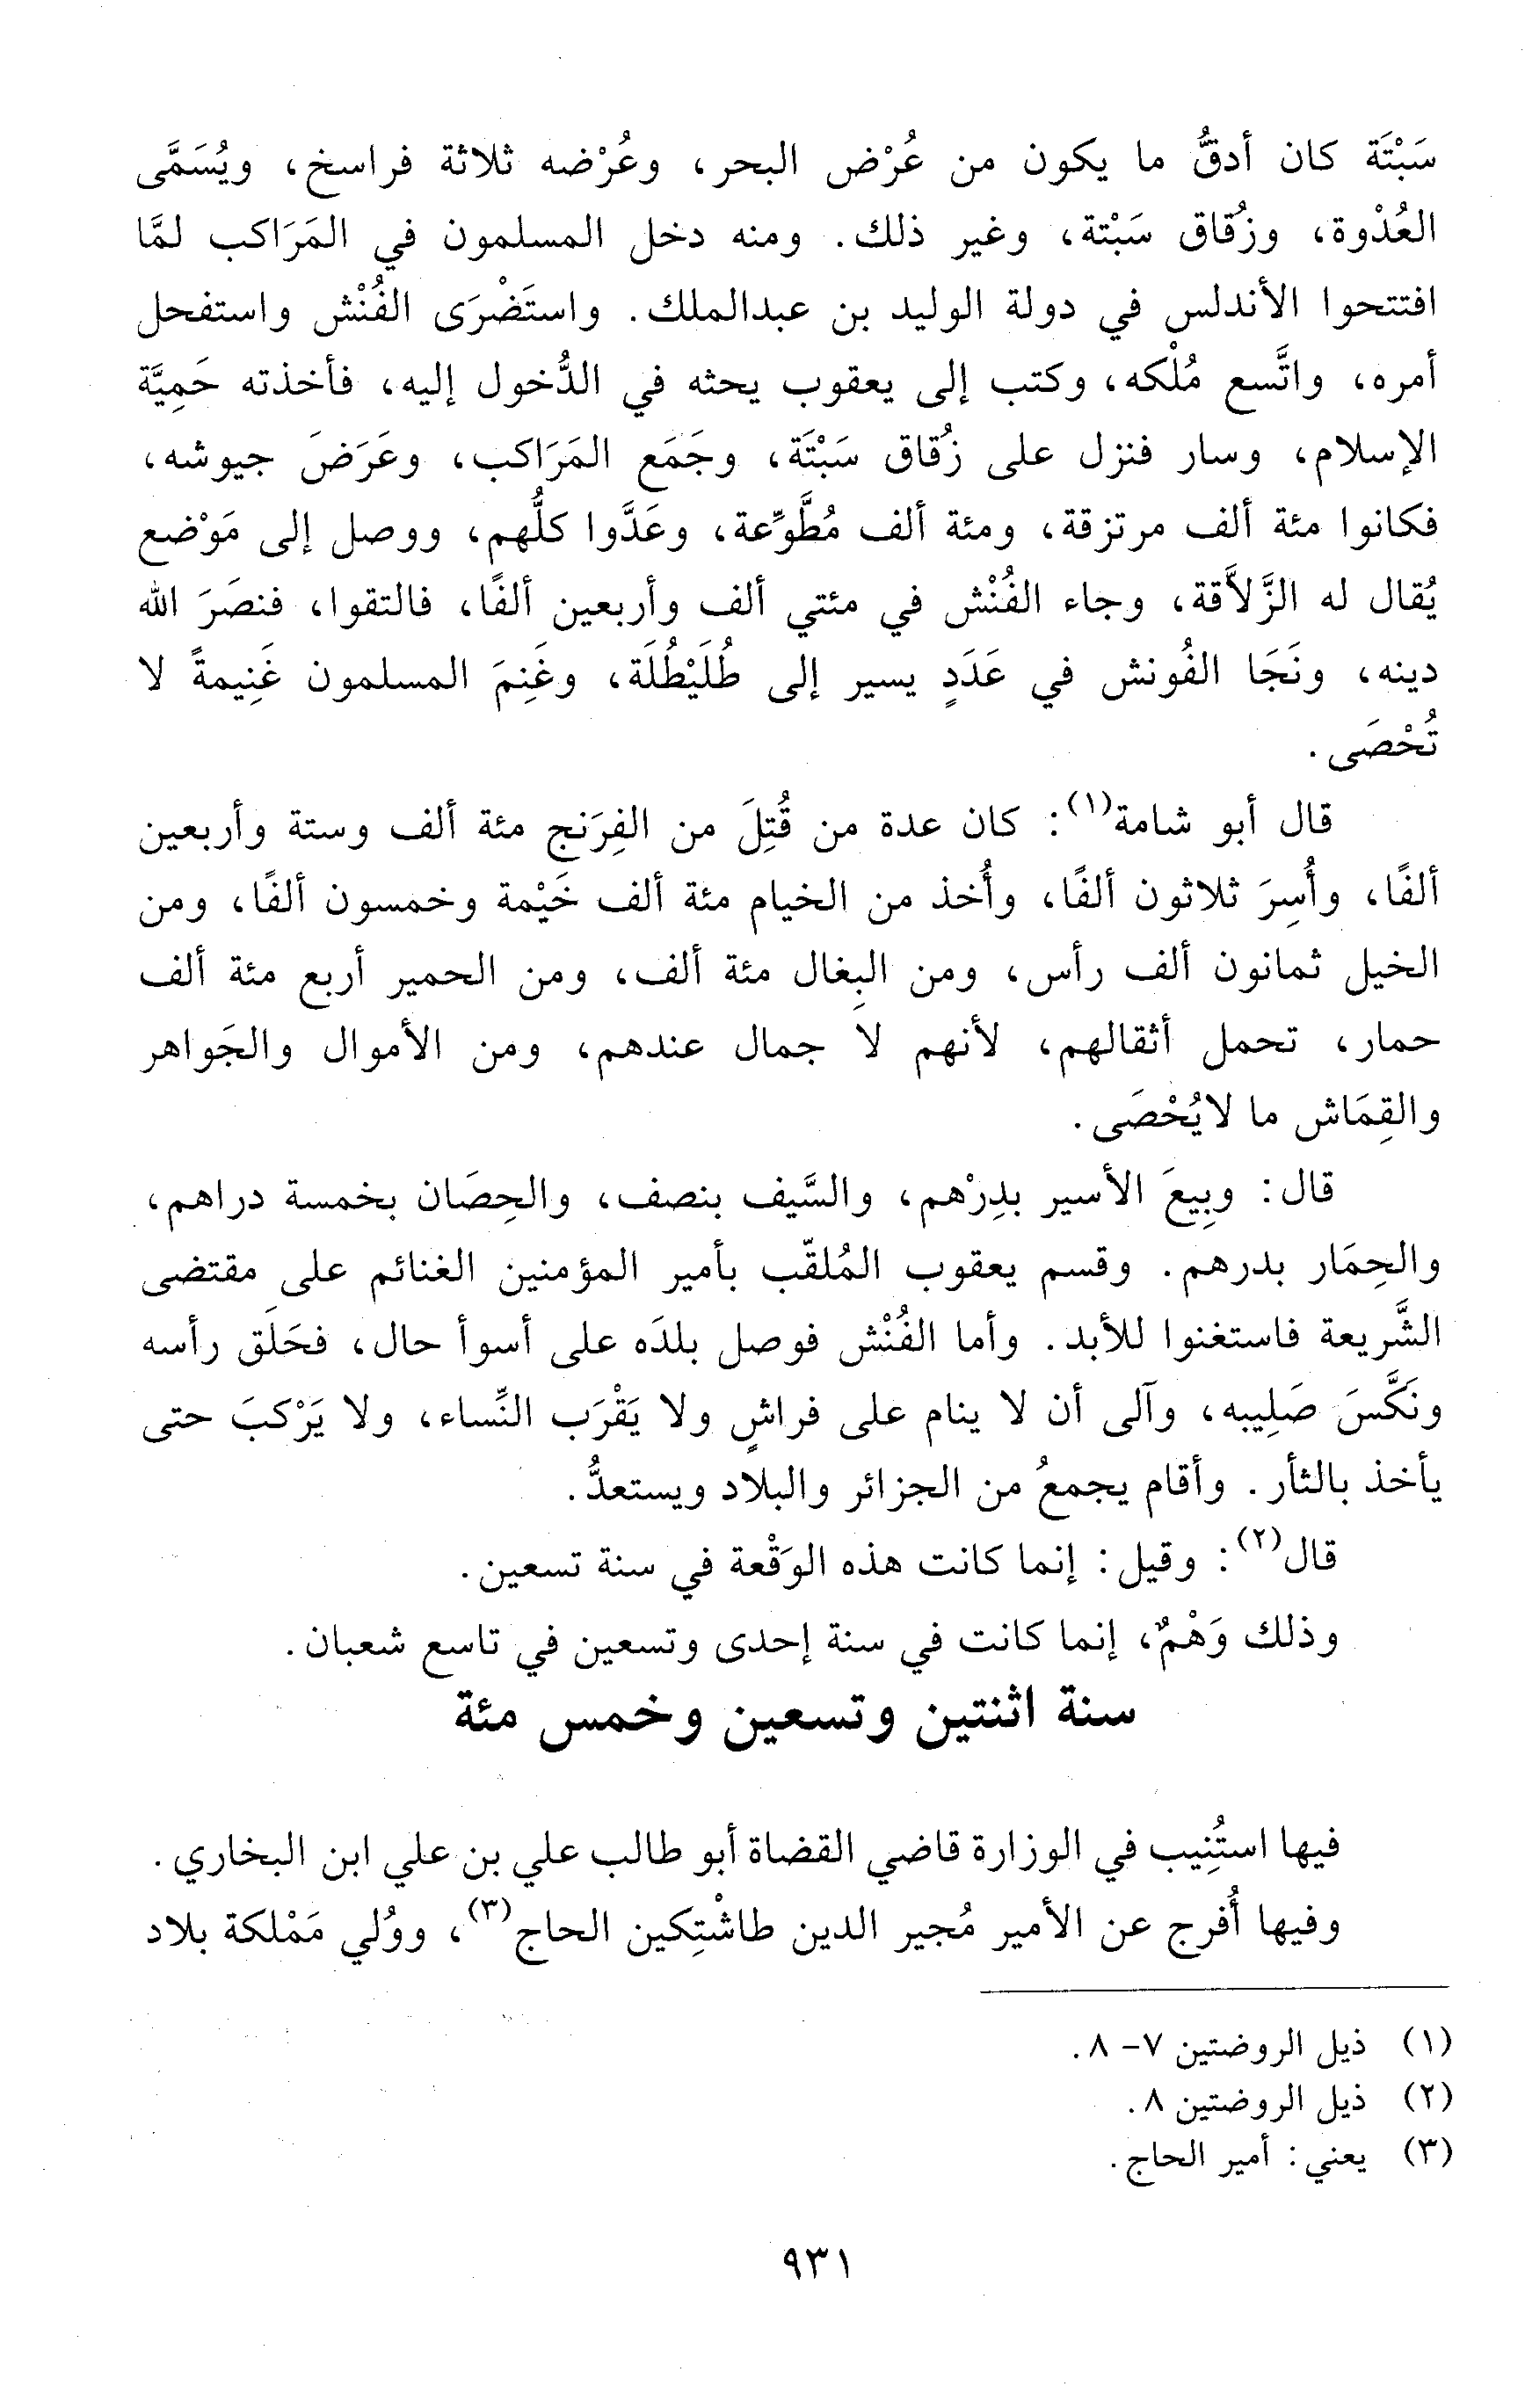 سَبْتَة كان أدقُّ ما يكون من عُرْض البحر، وعُرْضه ثلاثة فراسخ، ويُسَمَّى
العُدْوة، وزُقاق سَبْتة، وغير ذلك. ومنه دخل المسلمون في المَرَاكب لمَّا
افتتحوا الأندلس في دولة الوليد بن عبدالملك. واستَضْرَى الفُنْش واستفحل
أمره، واتَّسع مُلْكه، وكتب إلى يعقوب يحثه في الدُّخول إليه، فأخذته حَمِيَّة
الإسلام، وسار فنزل على زُقاق سَبْتَة، وجَمَع المَرَاكب، وعَرَضَ جيوشه،
فكانوا مئة ألف مرتزقة، ومئة ألف مُطَّوِّعة، وعَدَّوا كلُّهم، ووصل إلى مَوْضع
يُقال له الزَّلاَّقة، وجاء الفُنْش في مئتي ألف وأربعين ألفًا، فالتقوا، فنصَرَ الله
دينه، ونَجَا الفُونش في عَدَدٍ يسير إلى طُلَيْطُلَة، وغَنِمَ المسلمون غَنِيمةً لا
تُحْصَى.
قال أبو شامة(١): كان عدة من قُتِلَ من الفِرَنج مئة ألف وستة وأربعين
ألفًا، وأُسِرَ ثلاثون ألفًا، وأُخذ من الخيام مئة ألف خَيْمة وخمسون ألفًا، ومن
الخيل ثمانون ألف رأس، ومن البِغال مئة ألف، ومن الحمير أربع مئة ألف
حمار، تحمل أثقالهم، لأنهم لا جمال عندهم، ومن الأموال والجَواهر
والقِمَاش ما لايُحْصَى.
قال: وبِيعَ الأسير بدِرْهم، والسَّيف بنصف، والحِصَان بخمسة دراهم،
والحِمَار بدرهم. وقسم يعقوب المُلقّب بأمير المؤمنين الغنائم على مقتضى
الشَّريعة فاستغنوا للأبد. وأما الفُنْش فوصل بلدَه على أسوأ حال، فحَلَق رأسه
ونَكَّسَ صَلِيبه، وآلى أن لا ينام على فراشٍ ولا يَقْرَب النِّساء، ولا يَرْكبَ حتى
يأخذ بالثأر. وأقام يجمعُ من الجزائر والبلاد ويستعدُّ.
قال(٢): وقيل: إنما كانت هذه الوَقْعة في سنة تسعين.
وذلك وَهْمٌ، إنما كانت في سنة إحدى وتسعين في تاسع شعبان.
سنة اثنتين وتسعين وخمس مئة
فيها استُنِيب في الوزارة قاضي القضاة أبو طالب علي بن علي ابن البخاري.
وفيها أُفرج عن الأمير مُجير الدين طاشْتِكين الحاج(٣)، ووُلي مَمْلكة بلاد
(١) ذيل الروضتين ٧- ٨.
(٢) ذيل الروضتين ٨.
(٣) يعني: أمير الحاج.
٩٣١